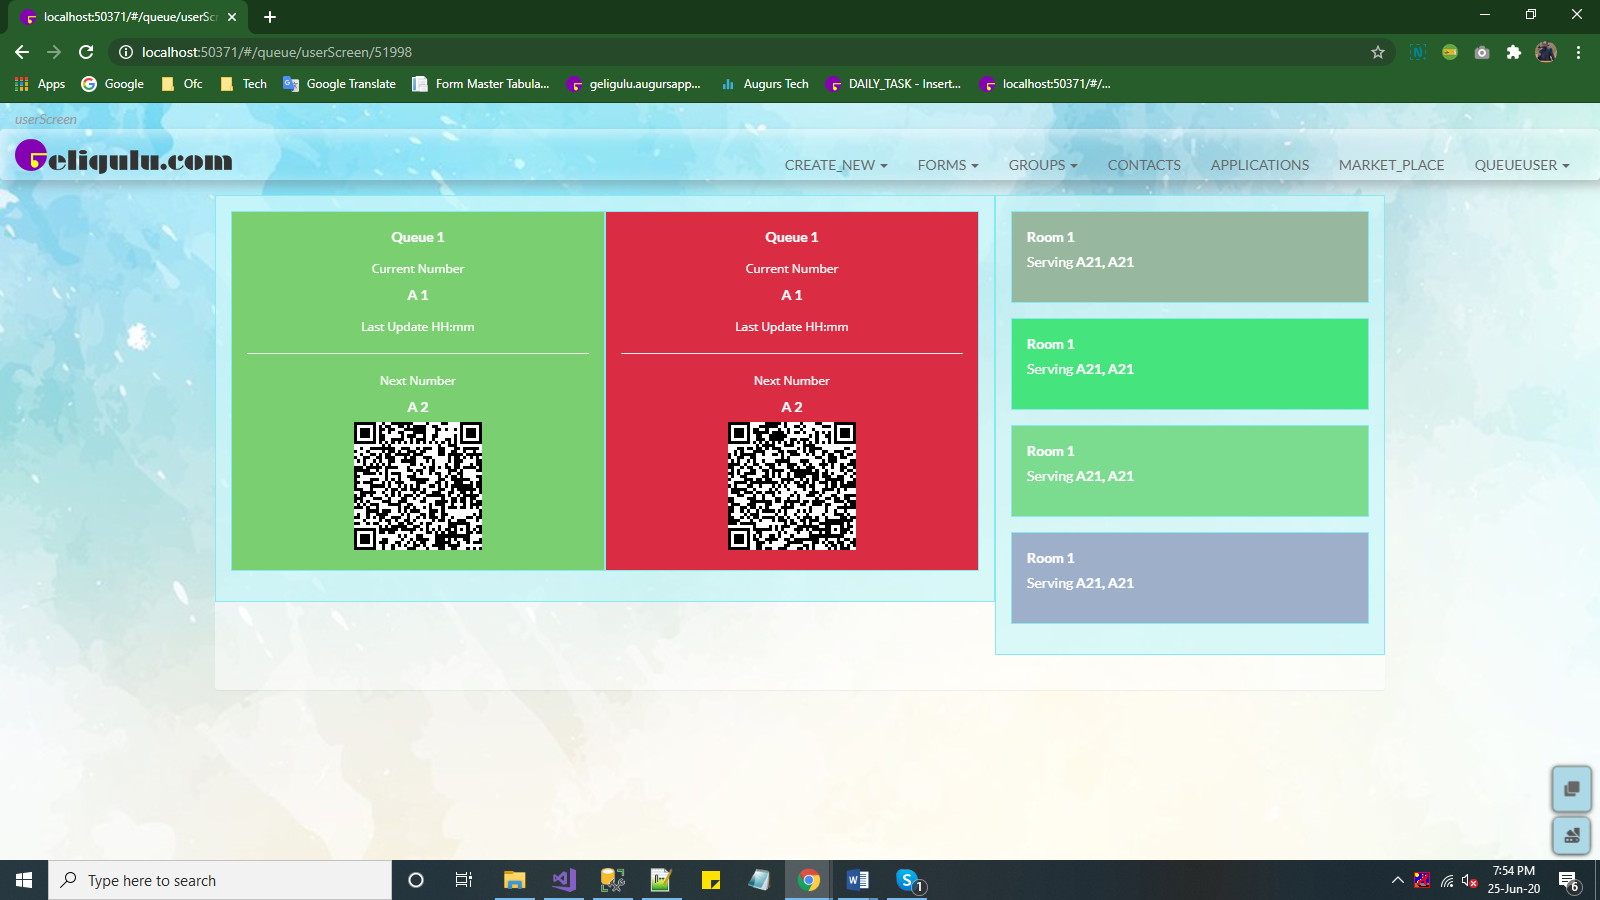 localhost:50371/#/queue/userScr
localhost:50371/#/queue/userScreen/51998
Apps Google Ofc Tech Google Translate Form Master Tabula... geligulu.augursapp... Augurs Tech DAILY_TASK - Insert... localhost:50371/#/...
userScreen
eligulu.com
CREATE_NEW FORMS GROUPS CONTACTS APPLICATIONS MARKET_PLACE QUEUEUSER
Queue 1
Current Number
A 1
Last Update HH:mm
Next Number
A 2
Queue 1
Current Number
A 1
Last Update HH:mm
Next Number
A 2
Room 1
Serving A21, A21
Room 1
Serving A21, A21
Room 1
Serving A21, A21
Room 1
Serving A21, A21
Type here to search
1
7:54 PM
25-Jun-20
6